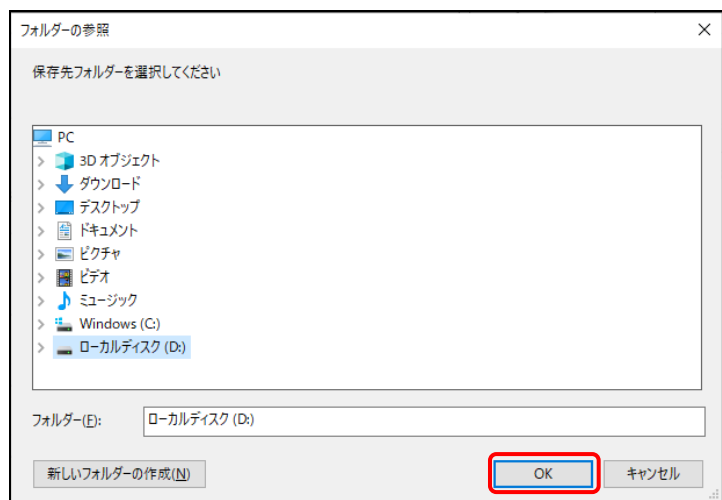 フォルダーの参照
保存先フォルダーを選択してください
PC
3D オブジェクト
ダウンロード
デスクトップ
ドキュメント
ピクチャ
ビデオ
ミュージック
Windows (C:)
ローカルディスク (D:)
フォルダー(F): ローカルディスク (D:)
新しいフォルダーの作成(N) OK キャンセル